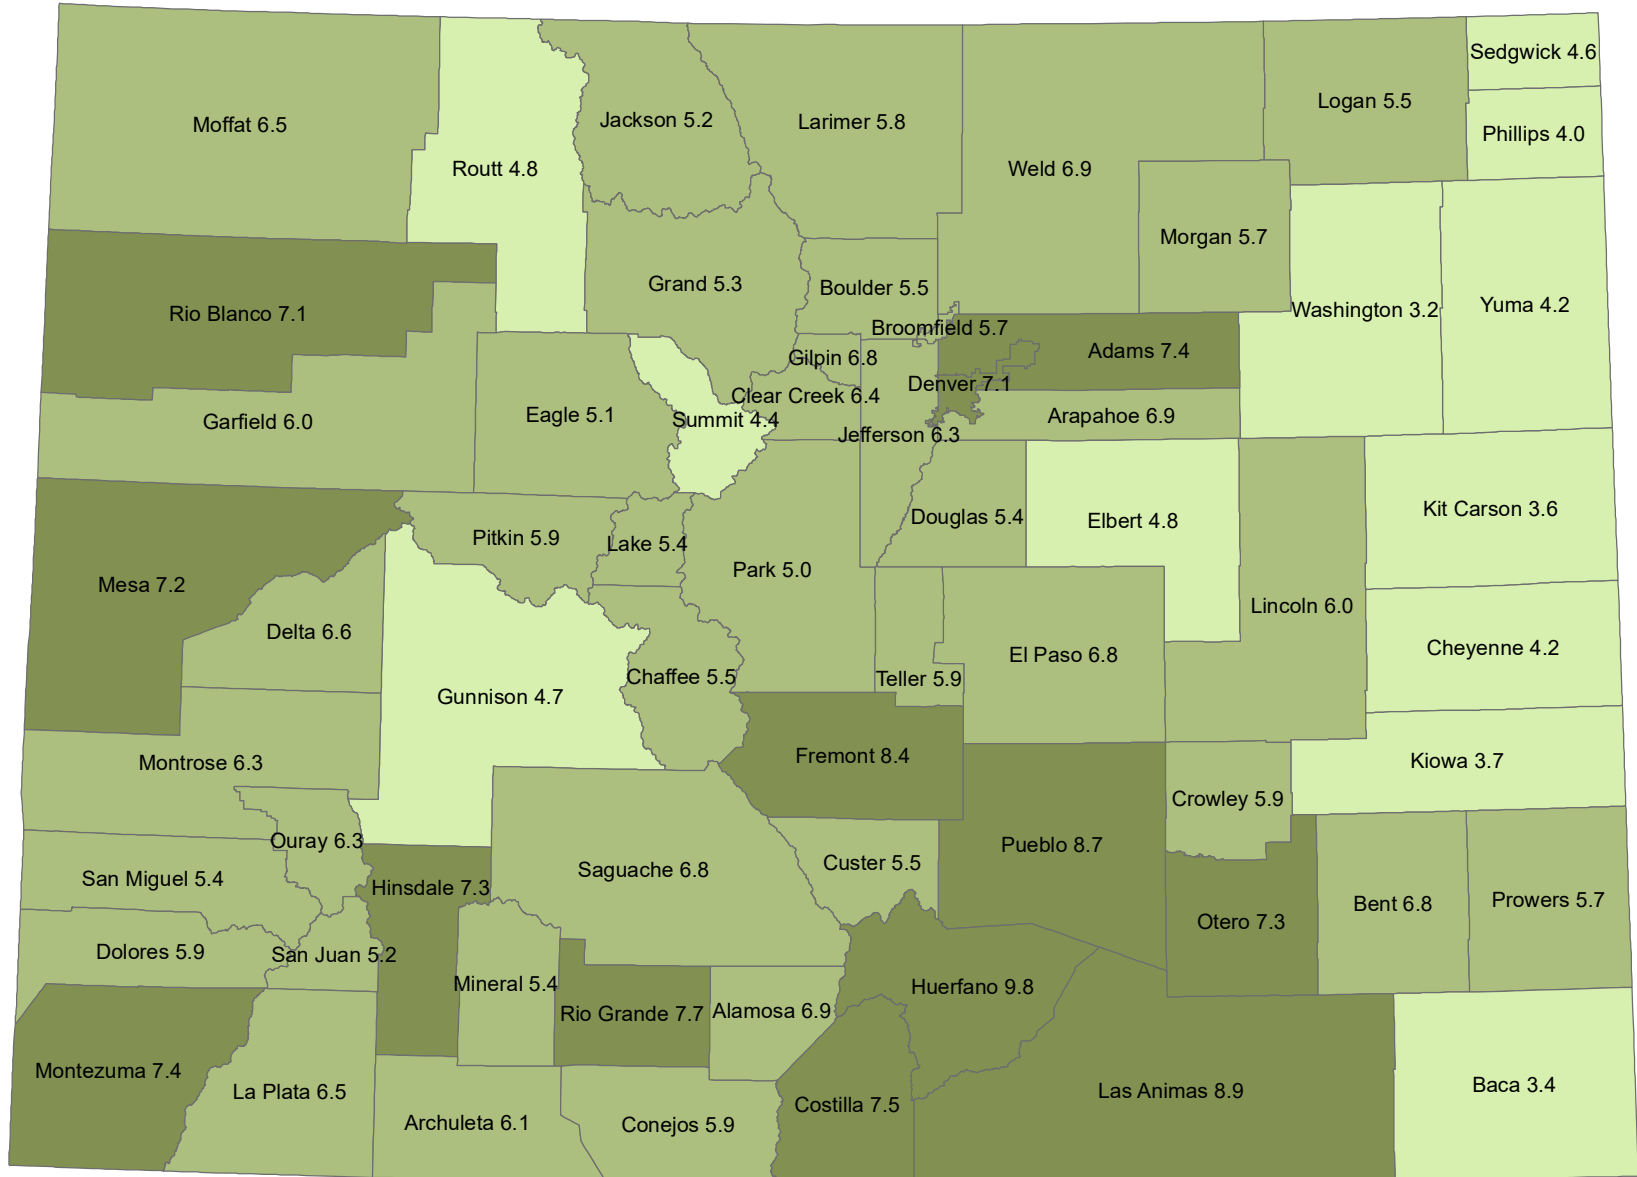 Sedgwick 4.6
Logan 5.5
Jackson 5.2
Larimer 5.8
Moffat 6.5
Phillips 4.0
Routt 4.8
Weld 6.9
Morgan 5.7
Grand 5.3
Boulder 5.5
Yuma 4.2
Washington 3.2
Rio Blanco 7.1
Broomfield 5.7
Adams 7.4
Gilpin 6.8
Denver 7.1
Clear Creek 6.4
Eagle 5.1
Arapahoe 6.9
Summit 4.4
Garfield 6.0
Jefferson 6.3
Kit Carson 3.6
Douglas 5.4
Elbert 4.8
Pitkin 5.9
Lake 5.4
Park 5.0
Mesa 7.2
Lincoln 6.0
Delta 6.6
Cheyenne 4.2
El Paso 6.8
Chaffee 5.5
Teller 5.9
Gunnison 4.7
Fremont 8.4
Kiowa 3.7
Montrose 6.3
Crowley 5.9
Ouray 6.3
Pueblo 8.7
Custer 5.5
Saguache 6.8
San Miguel 5.4
Hinsdale 7.3
Prowers 5.7
Bent 6.8
Otero 7.3
Dolores 5.9
San Juan 5.2
Mineral 5.4
Huerfano 9.8
Alamosa 6.9
Rio Grande 7.7
Montezuma 7.4
Baca 3.4
La Plata 6.5
Las Animas 8.9
Costilla 7.5
Archuleta 6.1
Conejos 5.9